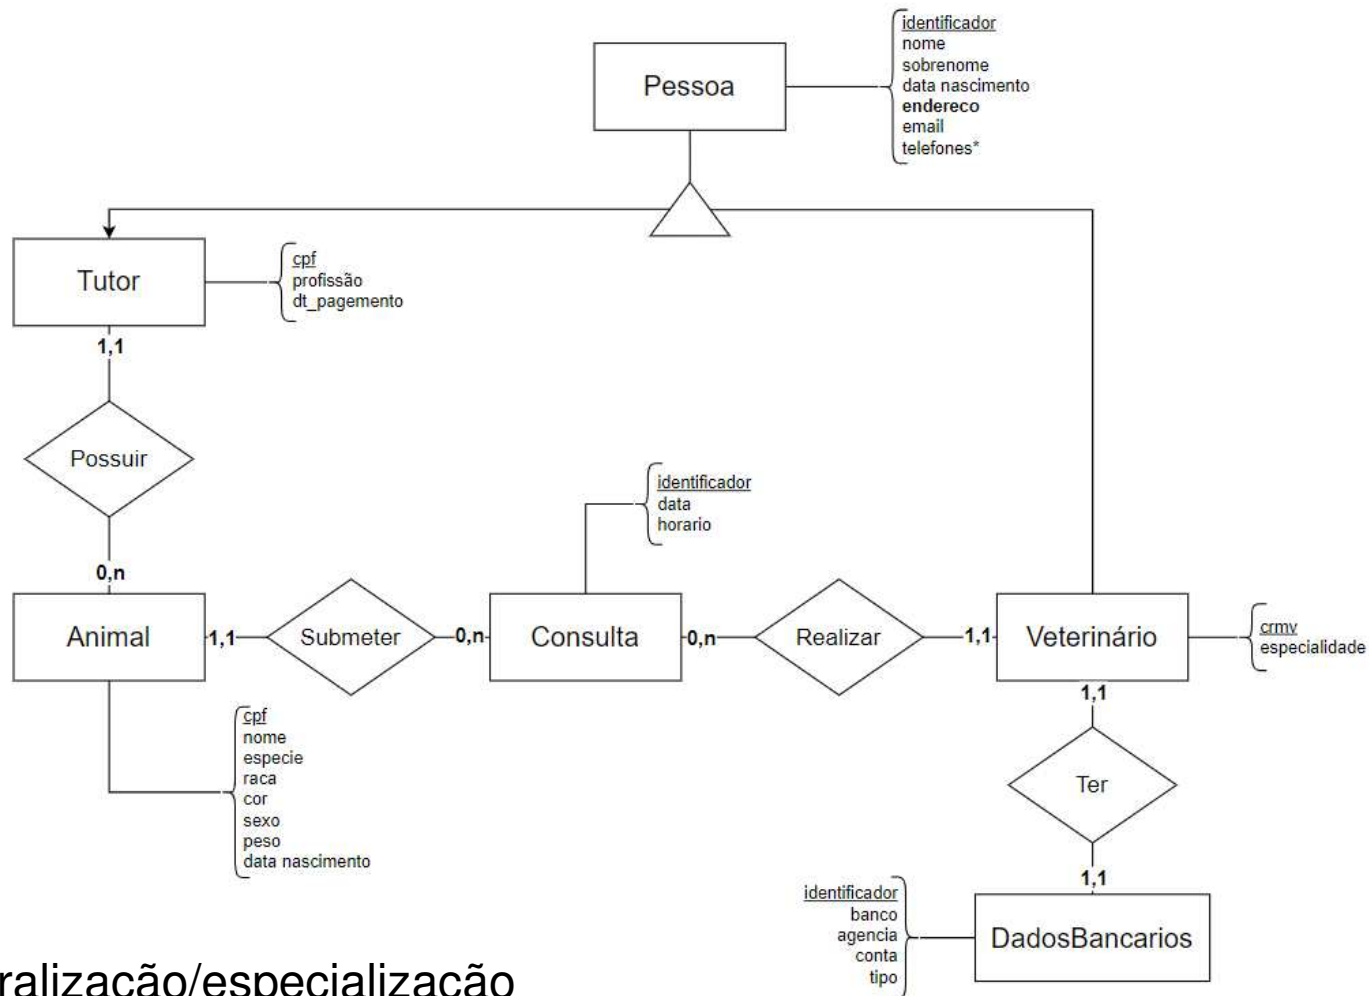 identificador
nome
sobrenome
data nascimento
endereco
email
telefones*
Pessoa
Tutor
cpf
profissão
dt_pagemento
1,1
Possuir
0,n
identificador
data
horario
Animal
1,1
Submeter
0,n
Consulta
0,n
Realizar
1,1
Veterinário
crmv
especialidade
cpf
nome
especie
raca
cor
sexo
peso
data nascimento
1,1
Ter
1,1
identificador
banco
agencia
conta
tipo
DadosBancarios
ralização/especialização